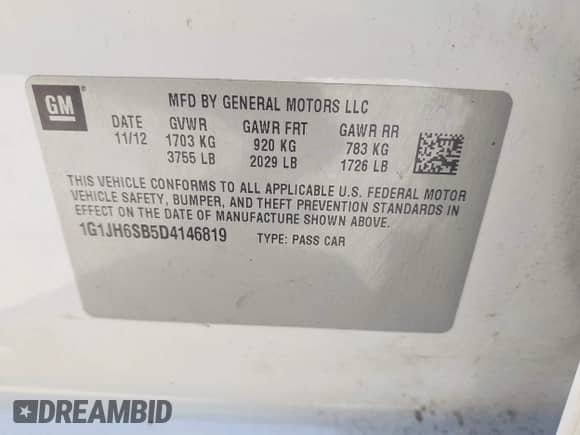 GM ®
MFD BY GENERAL MOTORS LLC
DATE GVWR GAWR FRT GAWR RR
11/12 1703 KG 920 KG 783 KG
3755 LB 2029 LB 1726 LB
THIS VEHICLE CONFORMS TO ALL APPLICABLE U.S. FEDERAL MOTOR
VEHICLE SAFETY, BUMPER, AND THEFT PREVENTION STANDARDS IN
EFFECT ON THE DATE OF MANUFACTURE SHOWN ABOVE.
1G1JH6SB5D4146819 TYPE: PASS CAR
DREAMBID